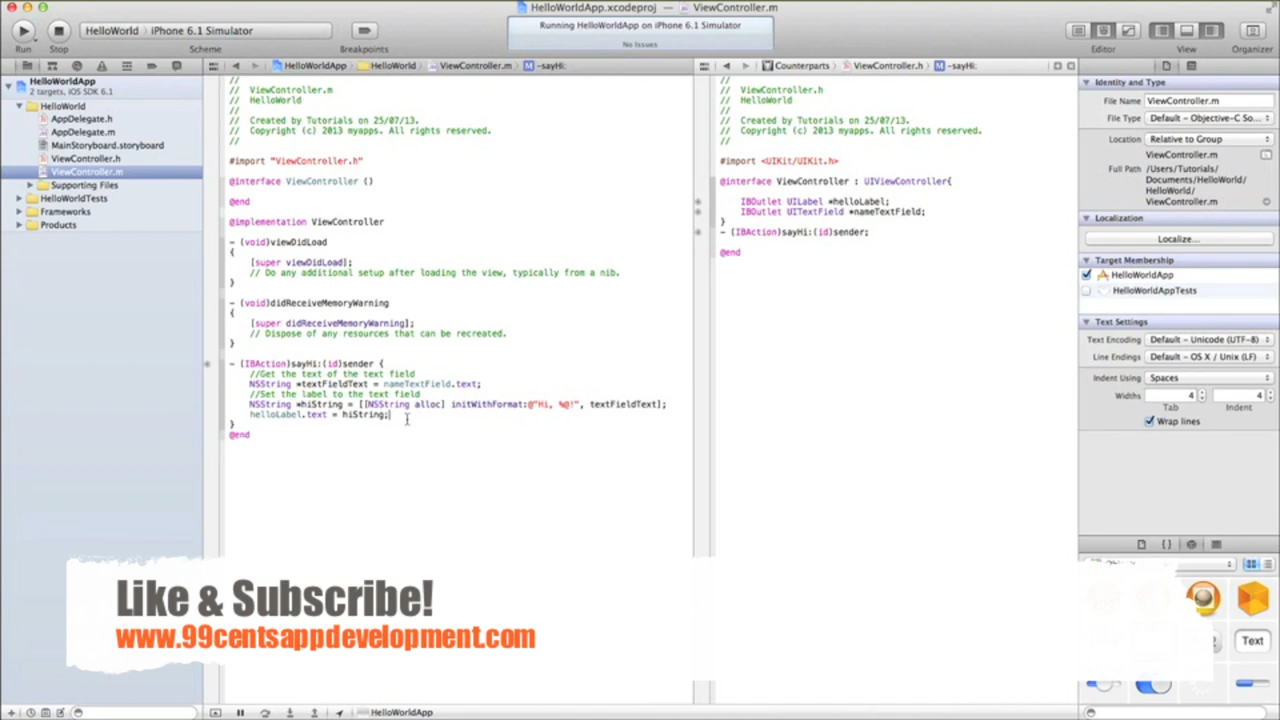 HelloWorldApp.xcodeproj — ViewController.m
Run
Stop
HelloWorld
iPhone 6.1 Simulator
Scheme
Breakpoints
Running HelloWorldApp on iPhone 6.1 Simulator
No Issues
Editor
View
Organizer
HelloWorldApp
2 targets, iOS SDK 6.1
HelloWorld
AppDelegate.h
AppDelegate.m
MainStoryboard.storyboard
ViewController.h
ViewController.m
Supporting Files
HelloWorldTests
Frameworks
Products
HelloWorldApp HelloWorld ViewController.m M -sayHi:
//
// ViewController.m
// HelloWorld
//
// Created by Tutorials on 25/07/13.
// Copyright (c) 2013 myapps. All rights reserved.
//
#import "ViewController.h"
@interface ViewController ()
@end
@implementation ViewController
- (void)viewDidLoad
{
[super viewDidLoad];
// Do any additional setup after loading the view, typically from a nib.
}
- (void)didReceiveMemoryWarning
{
[super didReceiveMemoryWarning];
// Dispose of any resources that can be recreated.
}
- (IBAction)sayHi:(id)sender {
//Get the text of the text field
NSString *textFieldText = nameTextField.text;
//Set the label to the text field
NSString *hiString = [[NSString alloc] initWithFormat:@"Hi, %@!", textFieldText];
helloLabel.text = hiString;
}
@end
Counterparts ViewController.h M -sayHi:
//
// ViewController.h
// HelloWorld
//
// Created by Tutorials on 25/07/13.
// Copyright (c) 2013 myapps. All rights reserved.
//
#import <UIKit/UIKit.h>
@interface ViewController : UIViewController{
IBOutlet UILabel *helloLabel;
IBOutlet UITextField *nameTextField;
}
- (IBAction)sayHi:(id)sender;
@end
Identity and Type
File Name ViewController.m
File Type Default - Objective-C So...
Location Relative to Group
ViewController.m
Full Path /Users/Tutorials/
Documents/HelloWorld/
HelloWorld/
ViewController.m
Localization
Localize...
Target Membership
HelloWorldApp
HelloWorldAppTests
Text Settings
Text Encoding Default - Unicode (UTF-8)
Line Endings Default - OS X / Unix (LF)
Indent Using Spaces
Widths 4 4
Tab Indent
Wrap lines
{ }
Text
Like & Subscribe!
www.99centsappdevelopment.com
HelloWorldApp